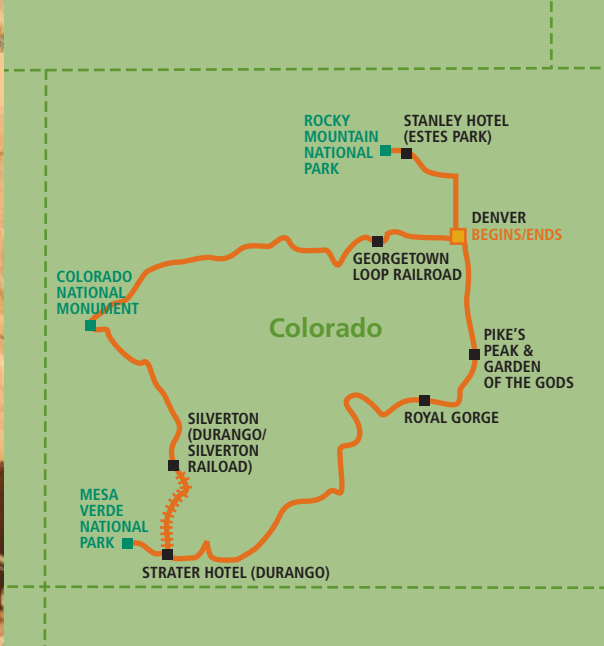 ROCKY
MOUNTAIN
NATIONAL
PARK
STANLEY HOTEL
(ESTES PARK)
DENVER
BEGINS/ENDS
GEORGETOWN
LOOP RAILROAD
COLORADO
NATIONAL
MONUMENT
Colorado
PIKE'S
PEAK &
GARDEN
OF THE GODS
ROYAL GORGE
SILVERTON
(DURANGO/
SILVERTON
RAILOAD)
MESA
VERDE
NATIONAL
PARK
STRATER HOTEL (DURANGO)